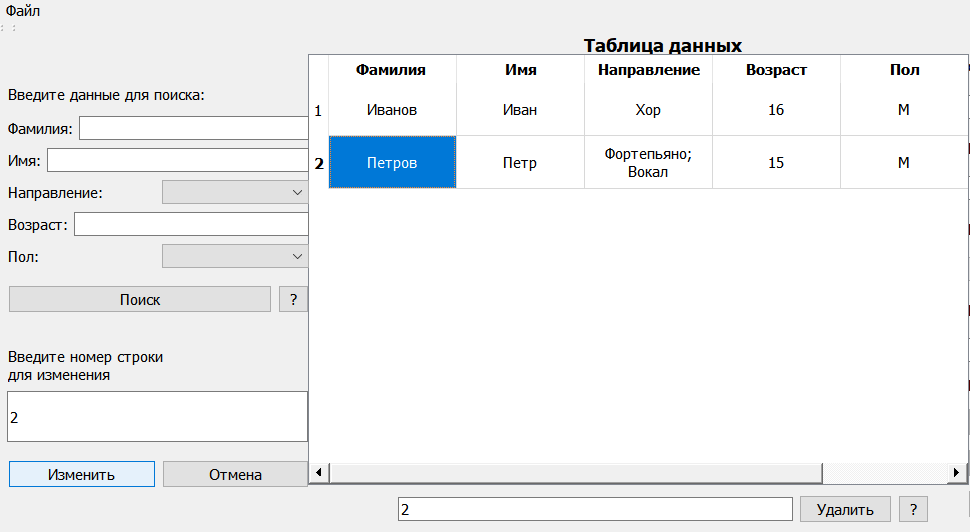 Файл
Введите данные для поиска:
Фамилия:
Имя:
Направление:
Возраст:
Пол:
Поиск ?
Введите номер строки
для изменения
2
Изменить Отмена
Таблица данных
Фамилия Имя Направление Возраст Пол
1 Иванов Иван Хор 16 М
2 Петров Петр Фортепьяно; Вокал 15 М
2 Удалить ?